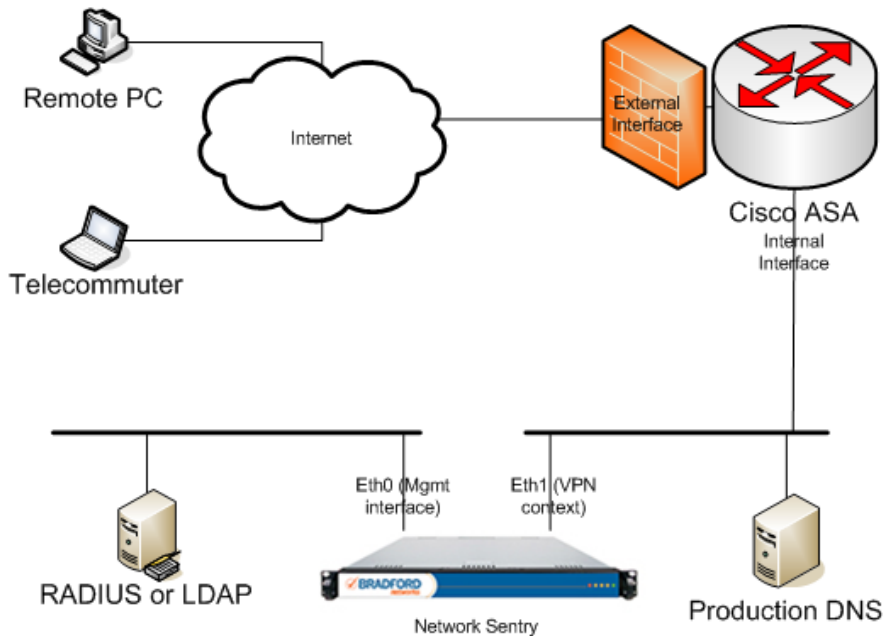 Remote PC
Internet
External
Interface
Cisco ASA
Internal
Interface
Telecommuter
Eth0 (Mgmt
interface)
Eth1 (VPN
context)
RADIUS or LDAP
BRADFORD
NETWORKS
Network Sentry
Production DNS